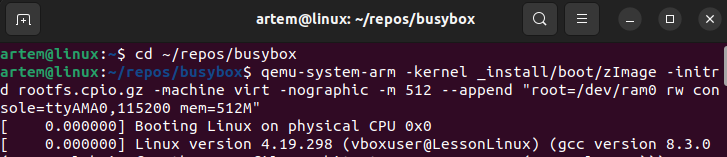 artem@linux: ~/repos/busybox
artem@linux:~$ cd ~/repos/busybox
artem@linux:~/repos/busybox$ qemu-system-arm -kernel _install/boot/zImage -initr
d rootfs.cpio.gz -machine virt -nographic -m 512 --append "root=/dev/ram0 rw con
sole=ttyAMA0,115200 mem=512M"
[    0.000000] Booting Linux on physical CPU 0x0
[    0.000000] Linux version 4.19.298 (vboxuser@LessonLinux) (gcc version 8.3.0